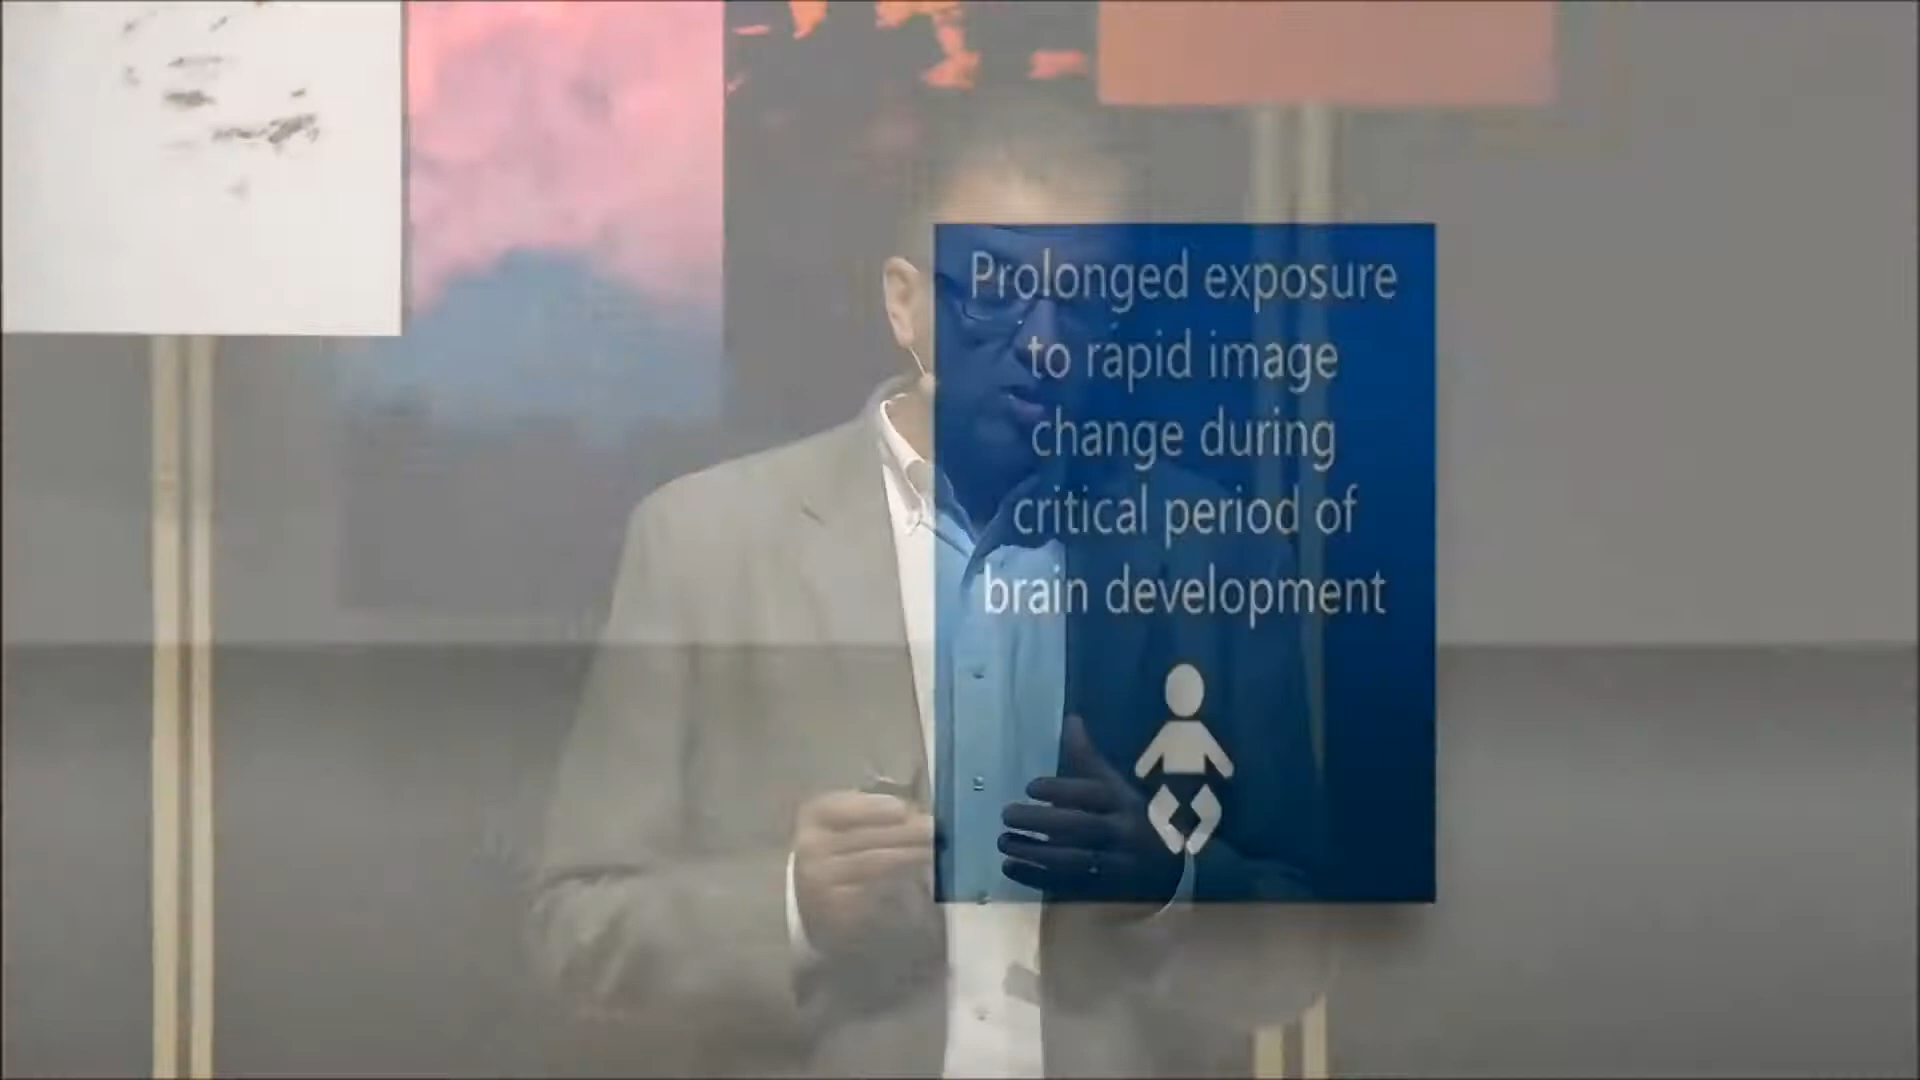 Prolonged exposure
to rapid image
change during
critical period of
brain development